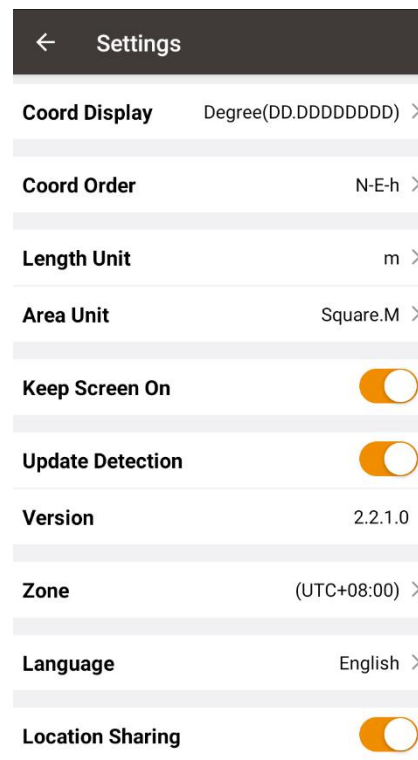 Settings
Coord Display Degree(DD.DDDDDDDD)
Coord Order N-E-h
Length Unit m
Area Unit Square.M
Keep Screen On
Update Detection
Version 2.2.1.0
Zone (UTC+08:00)
Language English
Location Sharing